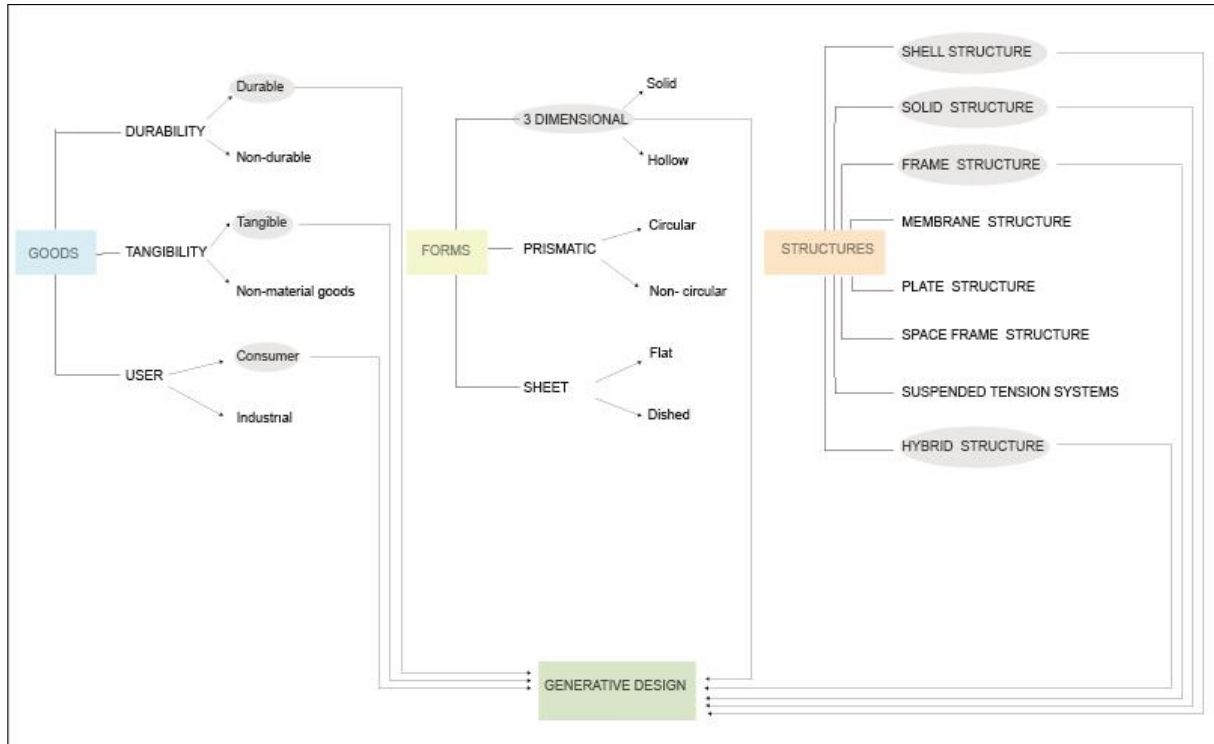 GOODS
DURABILITY
Durable
Non-durable
TANGIBILITY
Tangible
Non-material goods
USER
Consumer
Industrial
FORMS
3 DIMENSIONAL
Solid
Hollow
PRISMATIC
Circular
Non- circular
SHEET
Flat
Dished
STRUCTURES
SHELL STRUCTURE
SOLID STRUCTURE
FRAME STRUCTURE
MEMBRANE STRUCTURE
PLATE STRUCTURE
SPACE FRAME STRUCTURE
SUSPENDED TENSION SYSTEMS
HYBRID STRUCTURE
GENERATIVE DESIGN